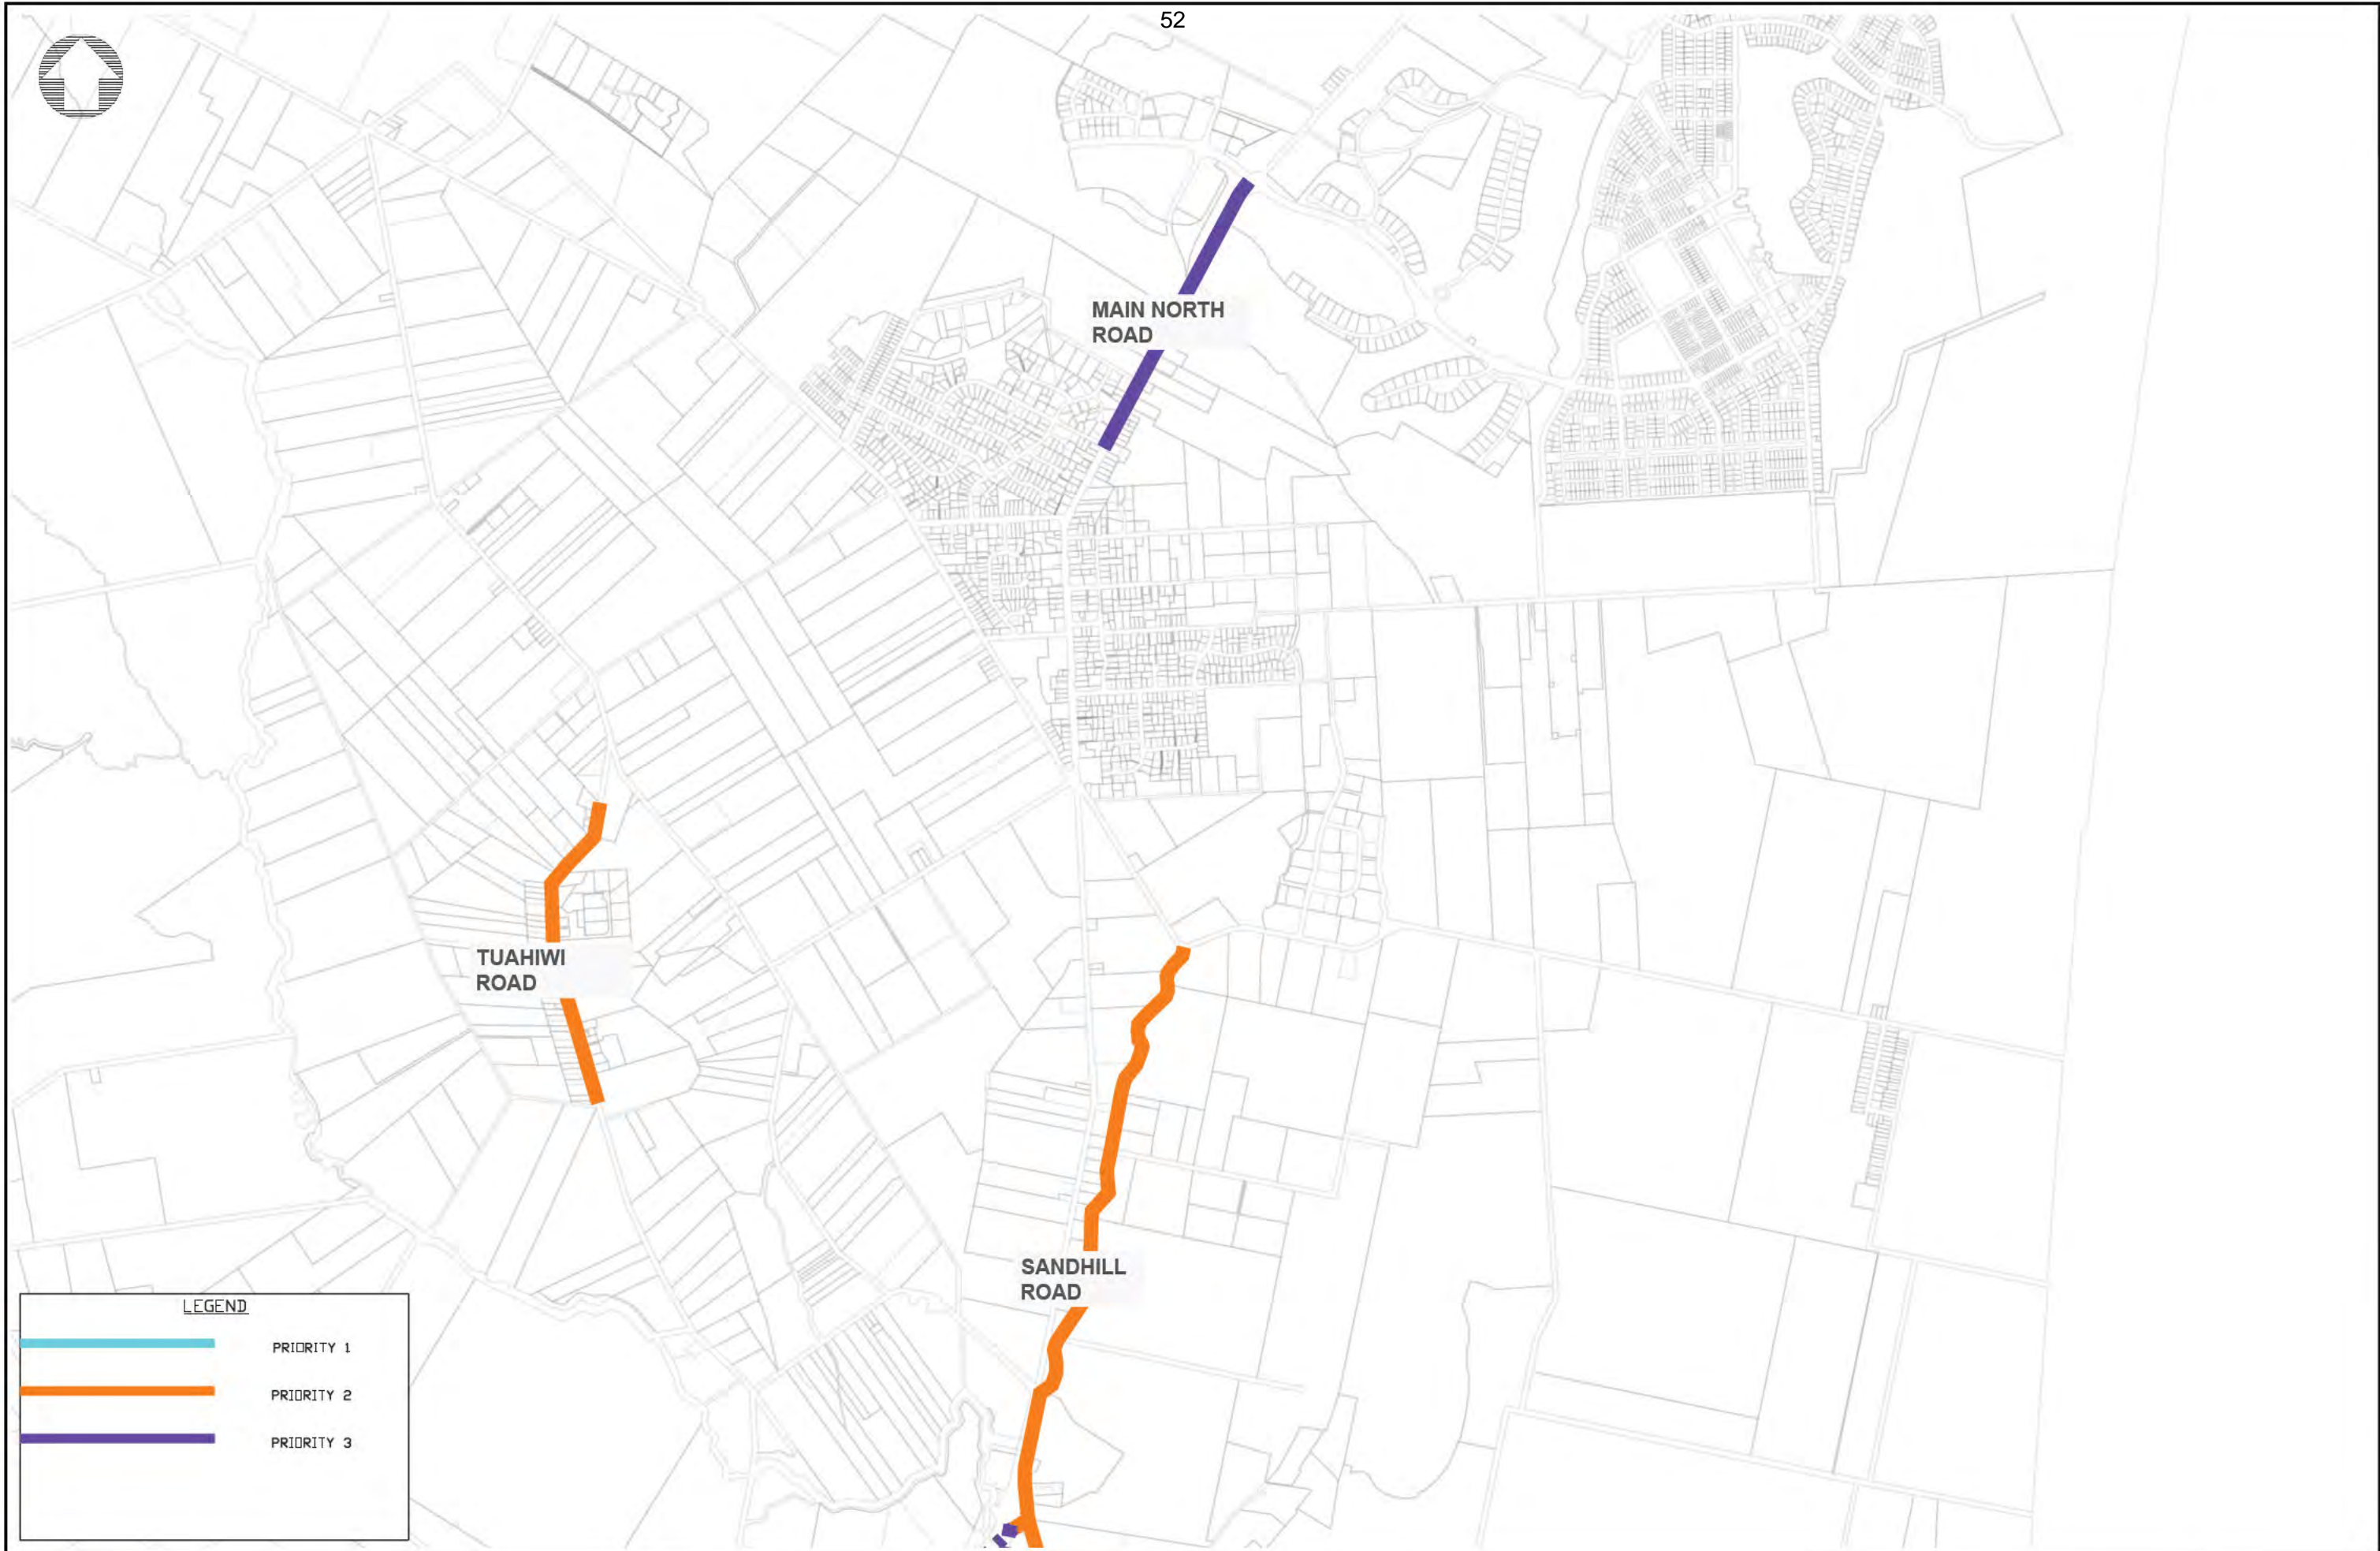 52
MAIN NORTH
ROAD
TUAHIWI
ROAD
SANDHILL
ROAD
LEGEND
PRIORITY 1
PRIORITY 2
PRIORITY 3